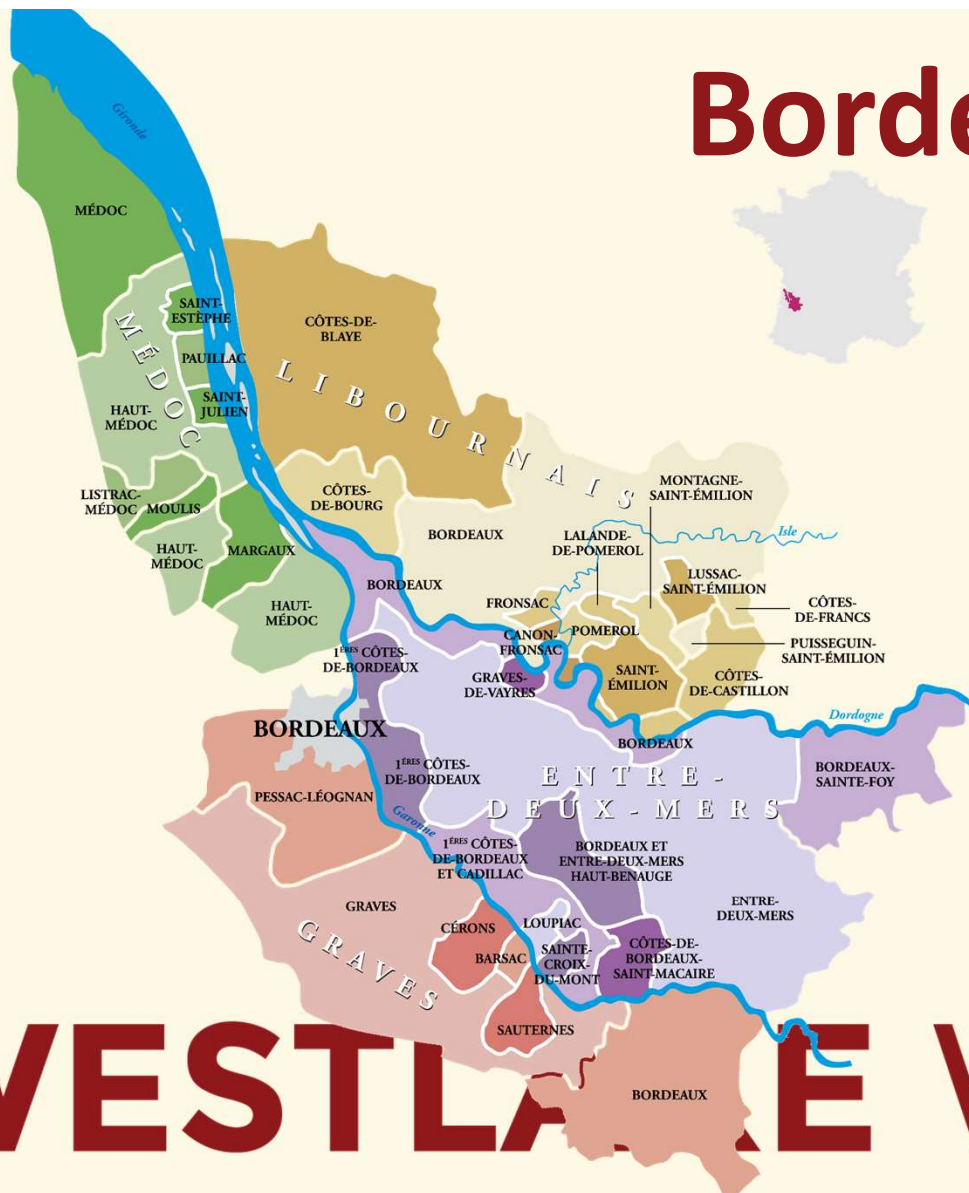 Borde
Gironde
MÉDOC
SAINT-
ESTÈPHE
CÔTES-DE-
BLAYE
MÉDOC
PAUILLAC
LIBOURNAIS
HAUT-
MÉDOC
SAINT-
JULIEN
MONTAGNE-
SAINT-ÉMILION
LISTRAC-
MÉDOC
MOULIS
CÔTES-
DE-BOURG
BORDEAUX
LALANDE-
DE-POMEROL
Isle
HAUT-
MÉDOC
MARGAUX
BORDEAUX
LUSSAC-
SAINT-ÉMILION
HAUT-
MÉDOC
FRONSAC
CÔTES-
DE-FRANCS
CANON-
FRONSAC
POMEROL
PUISSEGUIN-
SAINT-ÉMILION
1ÈRES CÔTES-
DE-BORDEAUX
GRAVES-
DE-VAYRES
SAINT-
ÉMILION
CÔTES-
DE-CASTILLON
BORDEAUX
Dordogne
BORDEAUX
1ÈRES CÔTES-
DE-BORDEAUX
ENTRE-
DEUX-MERS
BORDEAUX-
SAINTE-FOY
PESSAC-LÉOGNAN
Garonne
1ÈRES CÔTES-
DE-BORDEAUX
ET CADILLAC
BORDEAUX ET
ENTRE-DEUX-MERS
HAUT-BENAUGE
GRAVES
ENTRE-
DEUX-MERS
GRAVES
CÉRONS
LOUPIAC
BARSAC
SAINTE-
CROIX-
DU-MONT
CÔTES-DE-
BORDEAUX-
SAINT-MACAIRE
SAUTERNES
BORDEAUX